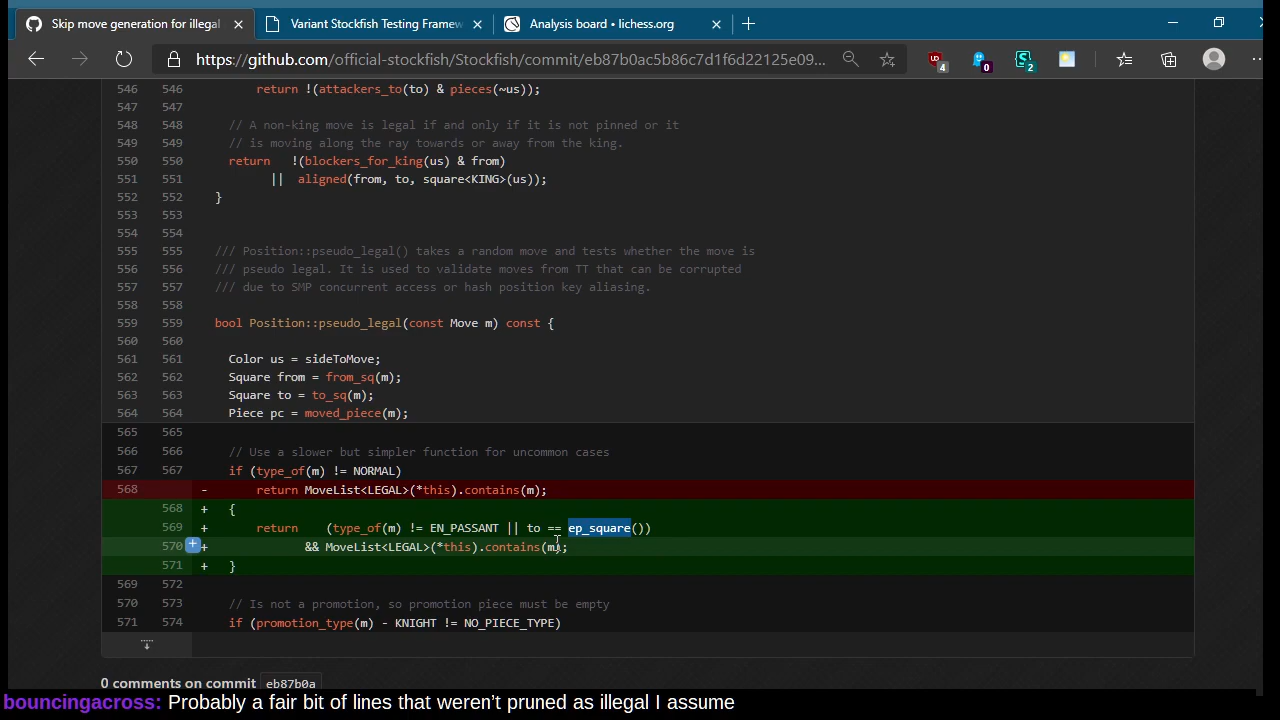 Skip move generation for illegal
Variant Stockfish Testing Framew
Analysis board • lichess.org
https://github.com/official-stockfish/Stockfish/commit/eb87b0ac5b86c7d1f6d22125e09...
4
0
2
546 546 return !(attackers_to(to) & pieces(~us));
547 547
548 548 // A non-king move is legal if and only if it is not pinned or it
549 549 // is moving along the ray towards or away from the king.
550 550 return !(blockers_for_king(us) & from)
551 551 || aligned(from, to, square<KING>(us));
552 552 }
553 553
554 554
555 555 /// Position::pseudo_legal() takes a random move and tests whether the move is
556 556 /// pseudo legal. It is used to validate moves from TT that can be corrupted
557 557 /// due to SMP concurrent access or hash position key aliasing.
558 558
559 559 bool Position::pseudo_legal(const Move m) const {
560 560
561 561 Color us = sideToMove;
562 562 Square from = from_sq(m);
563 563 Square to = to_sq(m);
564 564 Piece pc = moved_piece(m);
565 565
566 566 // Use a slower but simpler function for uncommon cases
567 567 if (type_of(m) != NORMAL)
568 - return MoveList<LEGAL>(*this).contains(m);
568 + {
569 + return (type_of(m) != EN_PASSANT || to == ep_square())
570 + && MoveList<LEGAL>(*this).contains(m);
571 + }
569 572
570 573 // Is not a promotion, so promotion piece must be empty
571 574 if (promotion_type(m) - KNIGHT != NO_PIECE_TYPE)
0 comments on commit eb87b0a
bouncingacross: Probably a fair bit of lines that weren't pruned as illegal I assume